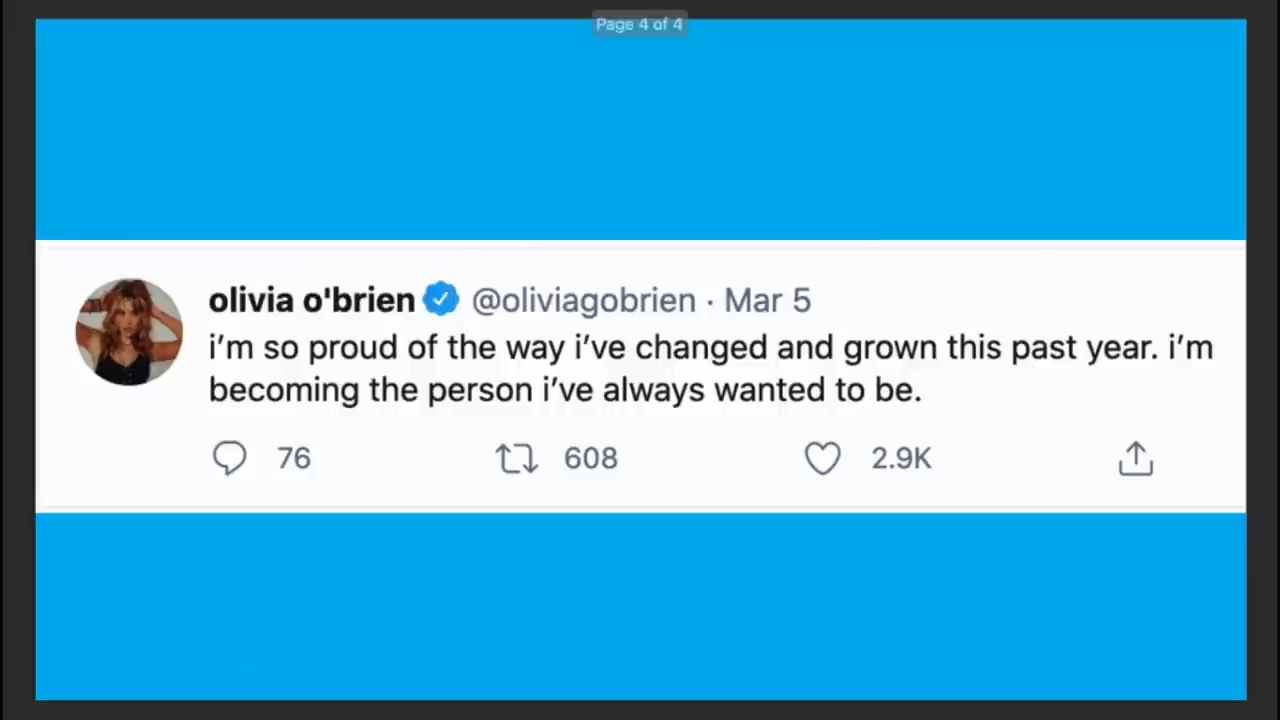 Page 4 of 4
olivia o'brien @oliviagobrien · Mar 5
i’m so proud of the way i’ve changed and grown this past year. i’m
becoming the person i’ve always wanted to be.
76 608 2.9K